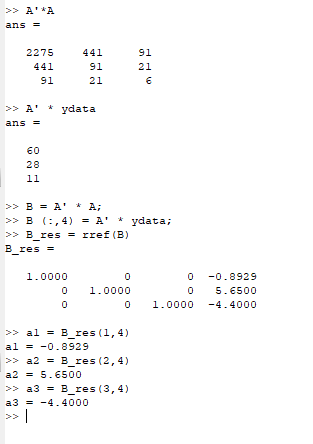 >> A'*A
ans =
2275 441 91
441 91 21
91 21 6
>> A' * ydata
ans =
60
28
11
>> B = A' * A;
>> B (:,4) = A' * ydata;
>> B_res = rref(B)
B_res =
1.0000 0 0 -0.8929
0 1.0000 0 5.6500
0 0 1.0000 -4.4000
>> a1 = B_res(1,4)
a1 = -0.8929
>> a2 = B_res(2,4)
a2 = 5.6500
>> a3 = B_res(3,4)
a3 = -4.4000
>>